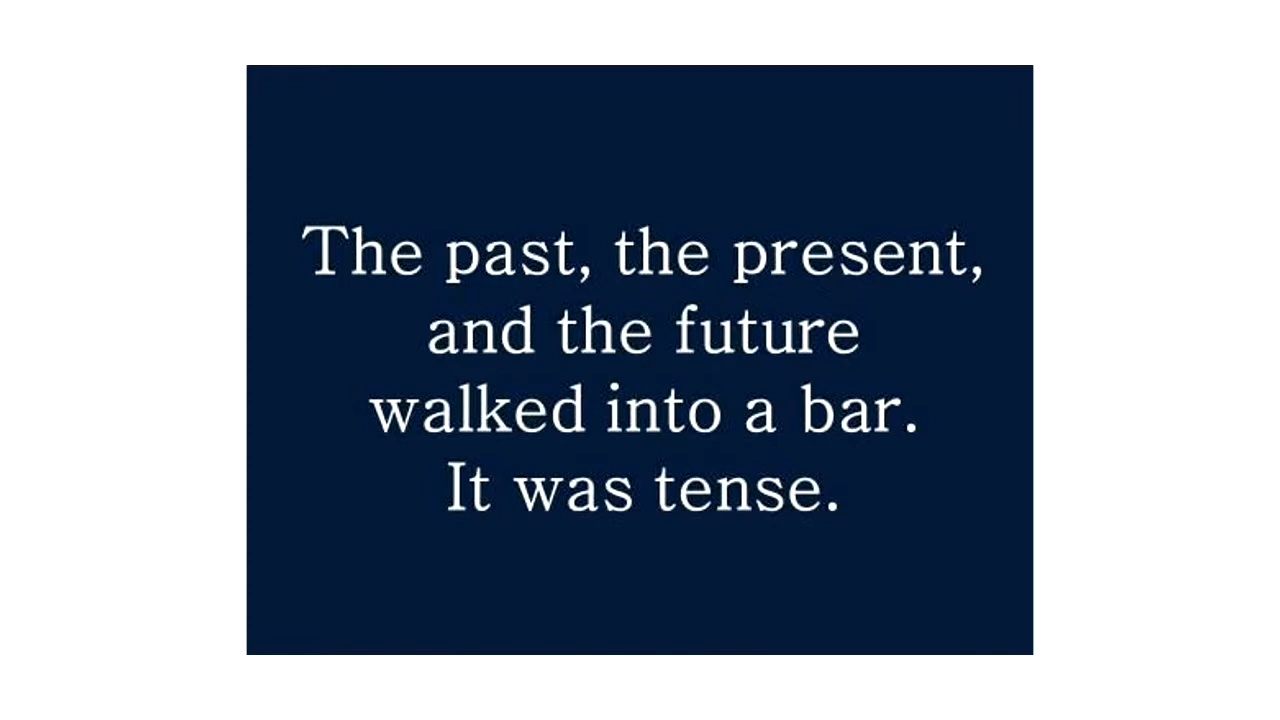 The past, the present,
and the future
walked into a bar.
It was tense.